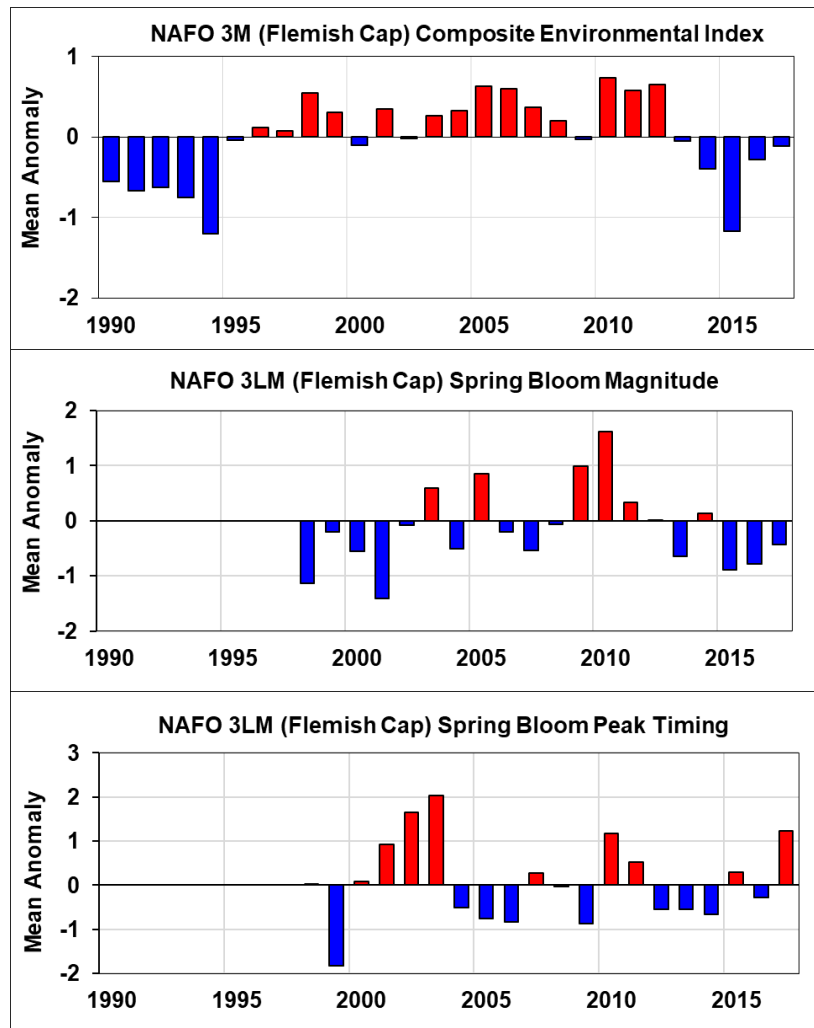 NAFO 3M (Flemish Cap) Composite Environmental Index
Mean Anomaly
1
0
-1
-2
1990 1995 2000 2005 2010 2015
NAFO 3LM (Flemish Cap) Spring Bloom Magnitude
Mean Anomaly
2
1
0
-1
-2
1990 1995 2000 2005 2010 2015
NAFO 3LM (Flemish Cap) Spring Bloom Peak Timing
Mean Anomaly
3
2
1
0
-1
-2
1990 1995 2000 2005 2010 2015